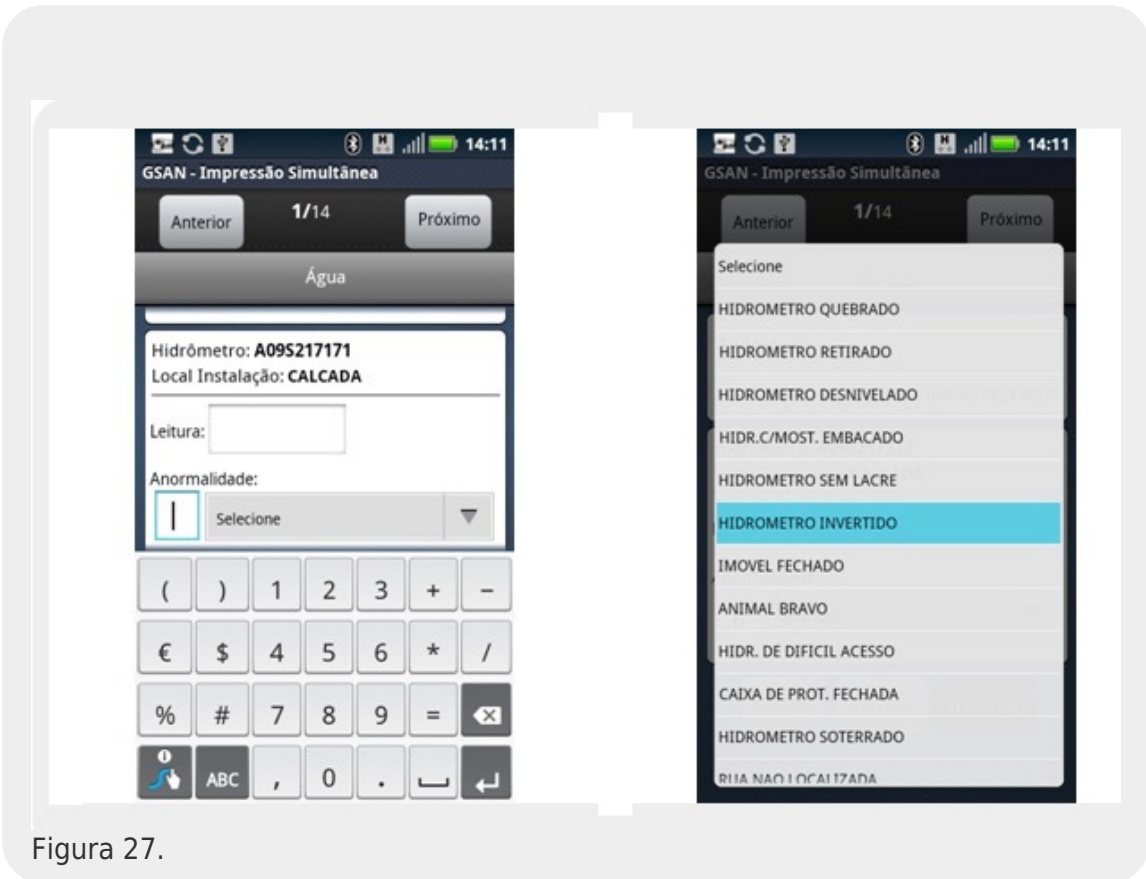 14:11
GSAN - Impressão Simultânea
Anterior 1/14 Próximo
Água
Hidrômetro: A09S217171
Local Instalação: CALCADA
Leitura:
Anormalidade:
Selecione
( ) 1 2 3 + -
€ $ 4 5 6 * /
% # 7 8 9 =
ABC , 0 .
14:11
GSAN - Impressão Simultânea
Anterior 1/14 Próximo
Selecione
HIDROMETRO QUEBRADO
HIDROMETRO RETIRADO
HIDROMETRO DESNIVELADO
HIDR.C/MOST. EMBACADO
HIDROMETRO SEM LACRE
HIDROMETRO INVERTIDO
IMOVEL FECHADO
ANIMAL BRAVO
HIDR. DE DIFICIL ACESSO
CAIXA DE PROT. FECHADA
HIDROMETRO SOTERRADO
RUA NAO LOCALIZADA
Figura 27.